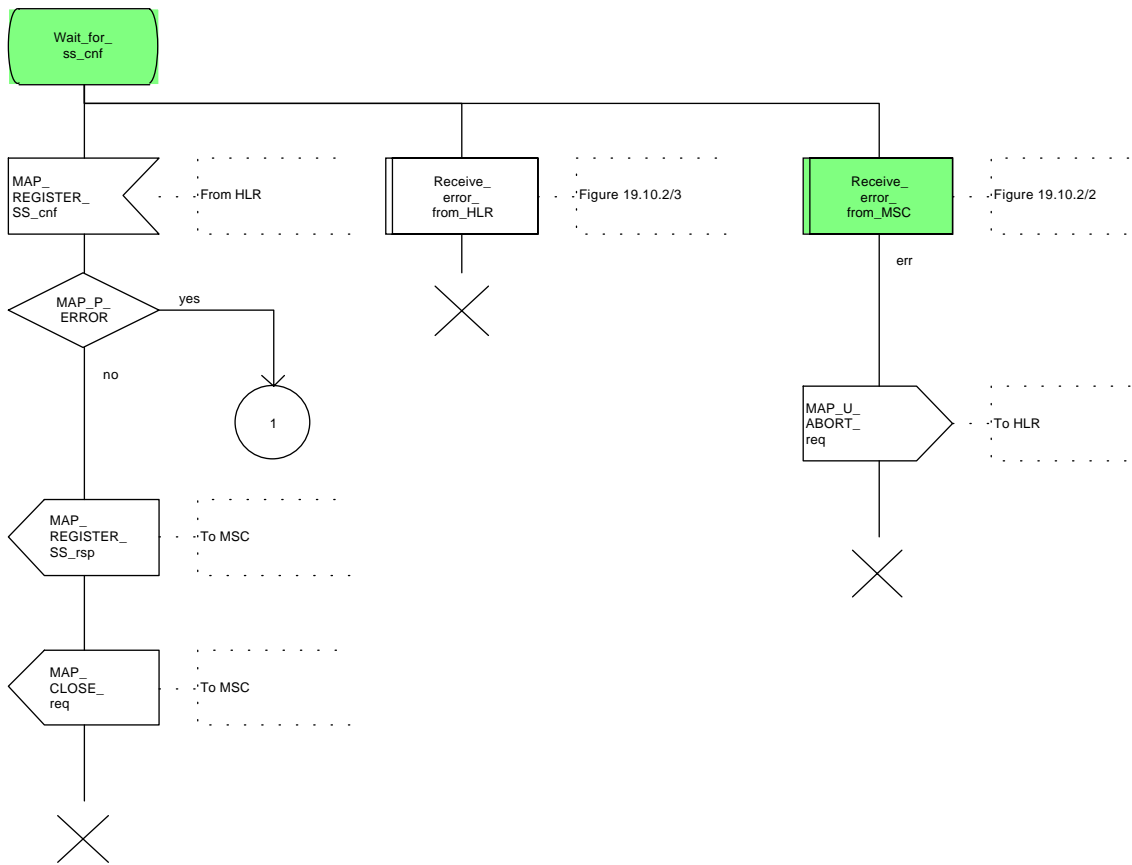 Wait_for_
ss_cnf
MAP_
REGISTER_
SS_cnf
From HLR
Receive_
error_
from_HLR
Figure 19.10.2/3
Receive_
error_
from_MSC
Figure 19.10.2/2
err
MAP_P_
ERROR
yes
no
1
MAP_U_
ABORT_
req
To HLR
MAP_
REGISTER_
SS_rsp
To MSC
MAP_
CLOSE_
req
To MSC